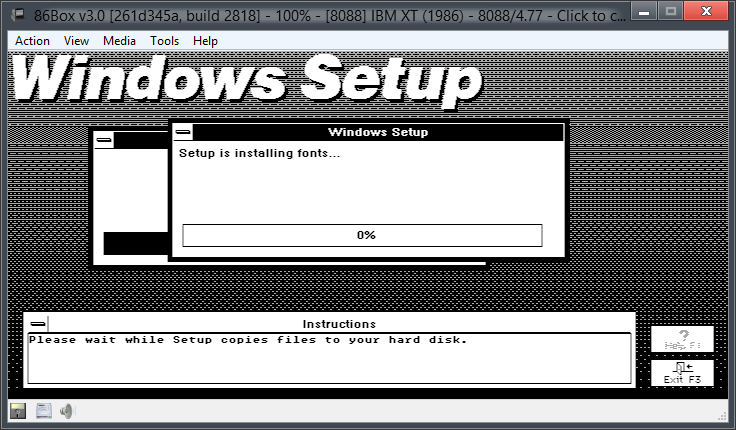 86Box v3.0 [261d345a, build 2818] - 100% - [8088] IBM XT (1986) - 8088/4.77 - Click to c...
Action View Media Tools Help
Windows Setup
Windows Setup
Setup is installing fonts...
0%
Instructions
Please wait while Setup copies files to your hard disk.
?
Help F1
Exit F3